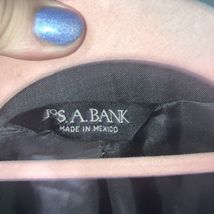 JoS. A. BANK
MADE IN MEXICO